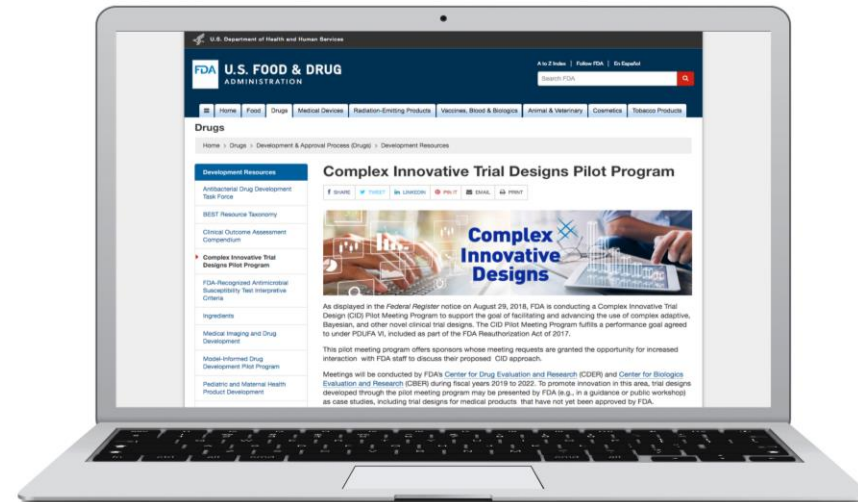 U.S. Department of Health and Human Services
A to Z Index | Follow FDA | En Español
FDA U.S. FOOD & DRUG
ADMINISTRATION
Search FDA
Home Food Drugs Medical Devices Radiation-Emitting Products Vaccines, Blood & Biologics Animal & Veterinary Cosmetics Tobacco Products
Drugs
Home > Drugs > Development & Approval Process (Drugs) > Development Resources
Development Resources
Antibacterial Drug Development
Task Force
BEST Resource Taxonomy
Clinical Outcome Assessment
Compendium
Complex Innovative Trial
Designs Pilot Program
FDA-Recognized Antimicrobial
Susceptibility Test Interpretive
Criteria
Ingredients
Medical Imaging and Drug
Development
Model-Informed Drug
Development Pilot Program
Pediatric and Maternal Health
Product Development
Complex Innovative Trial Designs Pilot Program
SHARE TWEET LINKEDIN PIN IT EMAIL PRINT
Complex
Innovative
Designs
As displayed in the Federal Register notice on August 29, 2018, FDA is conducting a Complex Innovative Trial
Design (CID) Pilot Meeting Program to support the goal of facilitating and advancing the use of complex adaptive,
Bayesian, and other novel clinical trial designs. The CID Pilot Meeting Program fulfills a performance goal agreed
to under PDUFA VI, included as part of the FDA Reauthorization Act of 2017.
This pilot meeting program offers sponsors whose meeting requests are granted the opportunity for increased
interaction with FDA staff to discuss their proposed CID approach.
Meetings will be conducted by FDA's Center for Drug Evaluation and Research (CDER) and Center for Biologics
Evaluation and Research (CBER) during fiscal years 2019 to 2022. To promote innovation in this area, trial designs
developed through the pilot meeting program may be presented by FDA (e.g., in a guidance or public workshop)
as case studies, including trial designs for medical products that have not yet been approved by FDA.